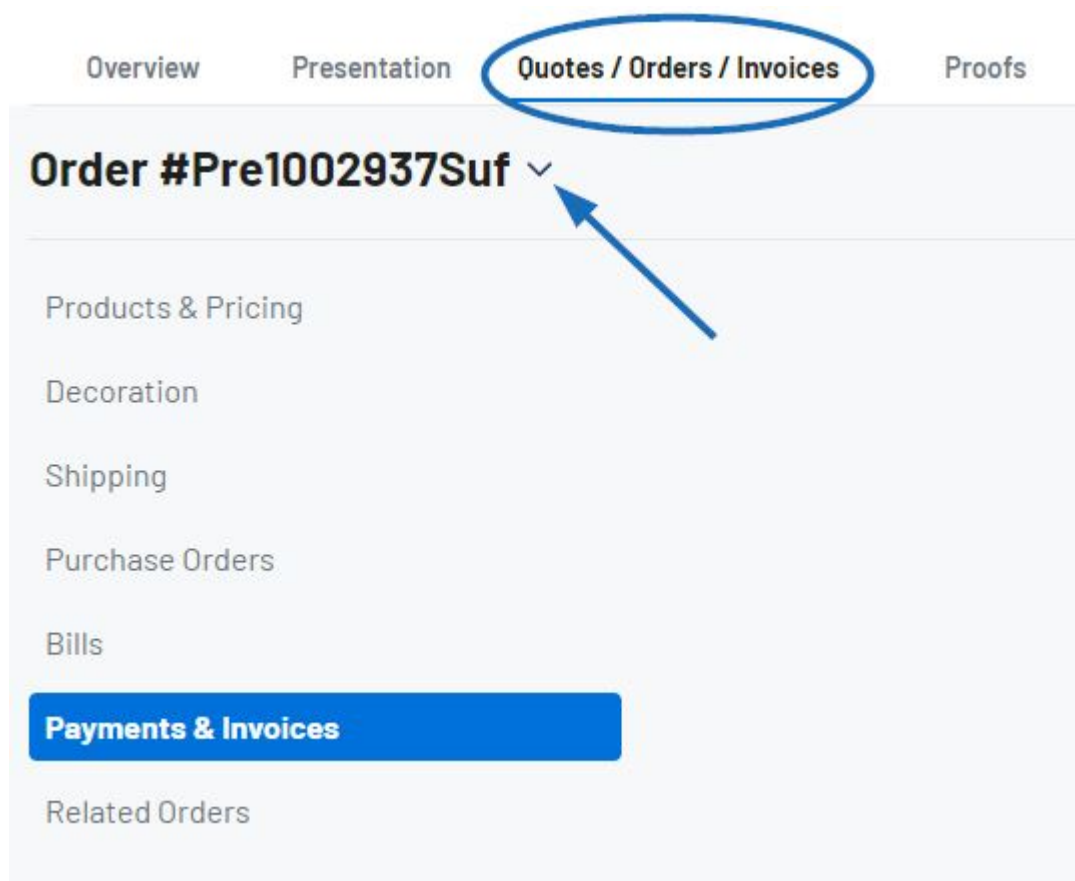 Overview Presentation Quotes / Orders / Invoices Proofs
Order #Pre1002937Suf
Products & Pricing
Decoration
Shipping
Purchase Orders
Bills
Payments & Invoices
Related Orders